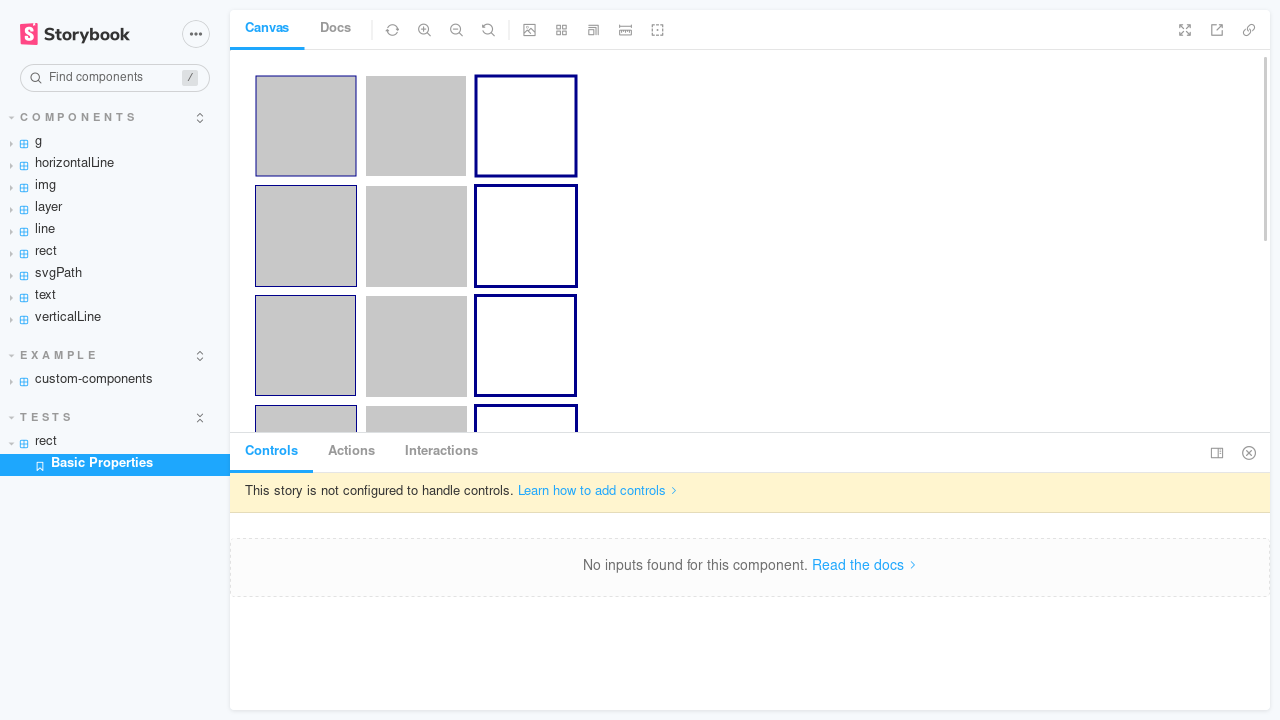 Storybook
Find components /
COMPONENTS
g
horizontalLine
img
layer
line
rect
svgPath
text
verticalLine
EXAMPLE
custom-components
TESTS
rect
Basic Properties
Canvas Docs
Controls Actions Interactions
This story is not configured to handle controls. Learn how to add controls
No inputs found for this component. Read the docs